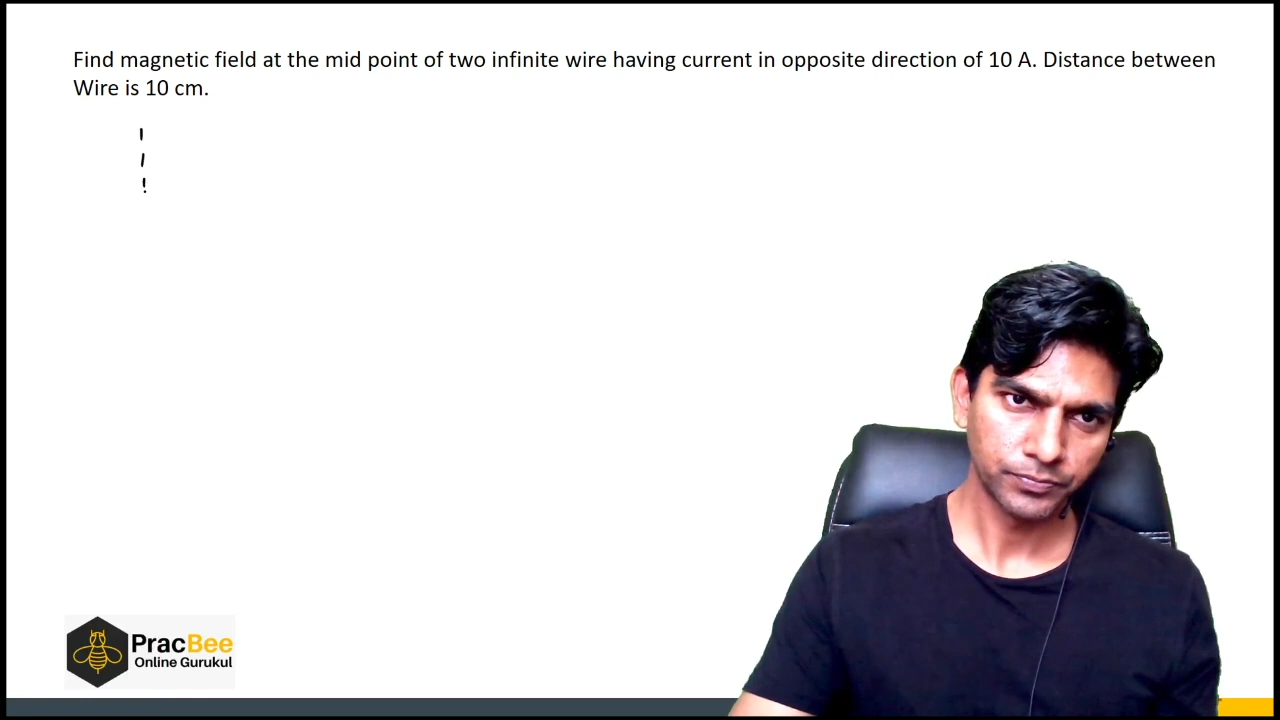 Find magnetic field at the mid point of two infinite wire having current in opposite direction of 10 A. Distance between
Wire is 10 cm.
PracBee
Online Gurukul